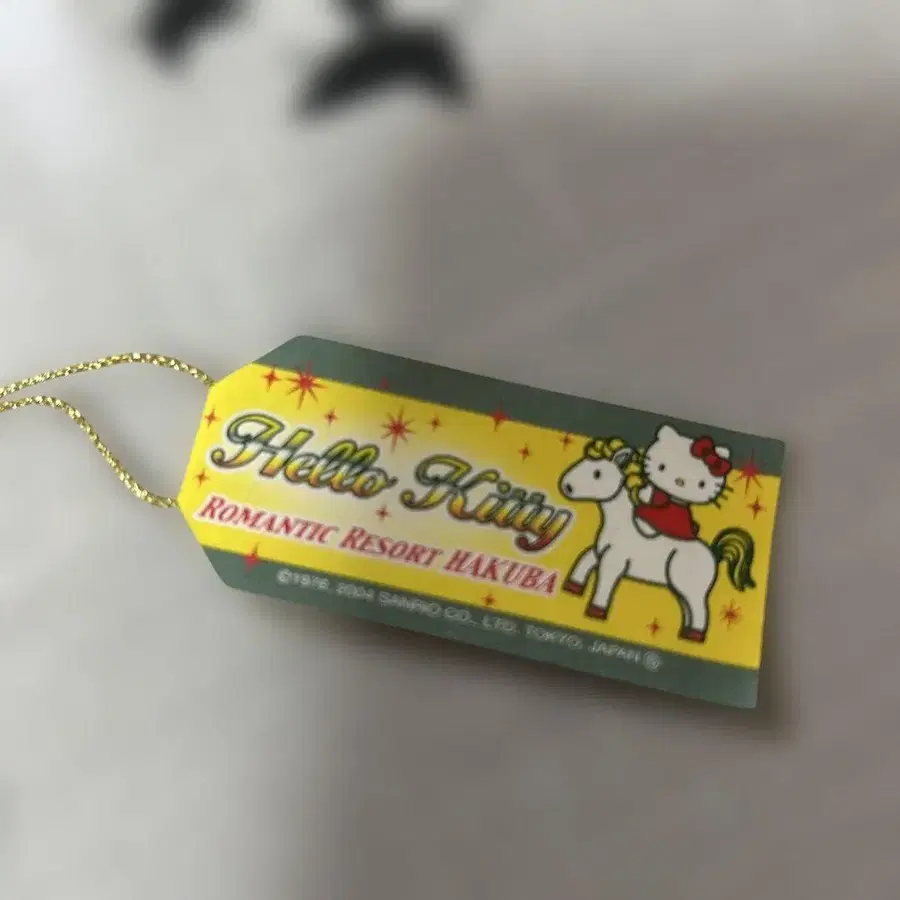 Hello Kitty
ROMANTIC RESORT HAKUBA
©1976, 2004 SANRIO CO., LTD. TOKYO, JAPAN Ⓢ